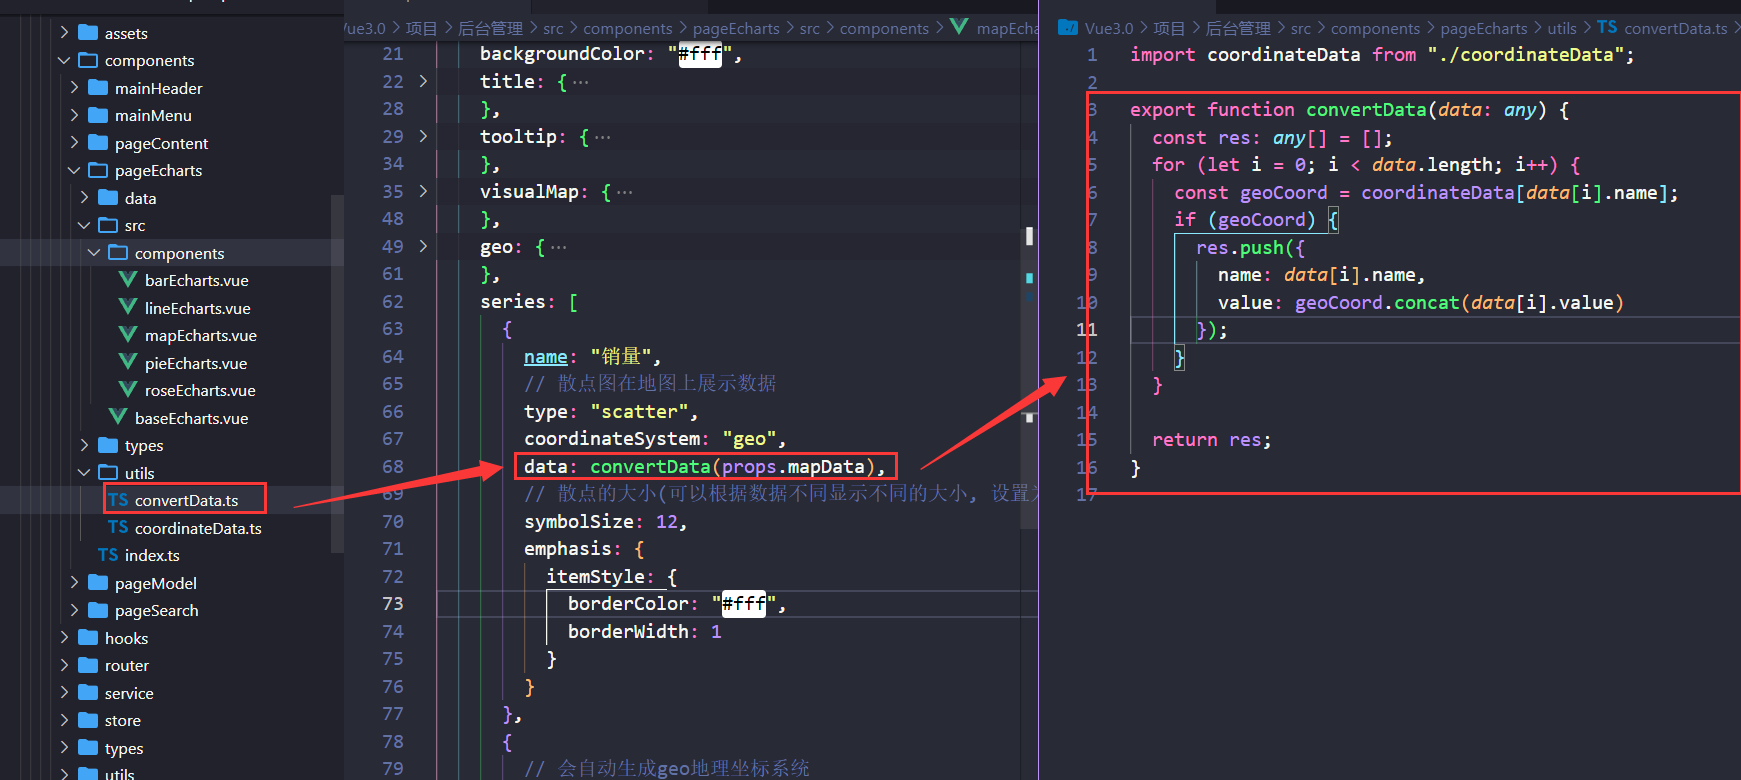 assets
components
mainHeader
mainMenu
pageContent
pageEcharts
data
src
components
barEcharts.vue
lineEcharts.vue
mapEcharts.vue
pieEcharts.vue
roseEcharts.vue
baseEcharts.vue
types
utils
TS convertData.ts
TS coordinateData.ts
TS index.ts
pageModel
pageSearch
hooks
router
service
store
types
utils
Vue3.0 > 项目 > 后台管理 > src > components > pageEcharts > src > components > mapEcha
21 backgroundColor: "#fff",
22 > title: { ...
28 },
29 > tooltip: { ...
34 },
35 > visualMap: { ...
48 },
49 > geo: { ...
61 },
62 series: [
63 {
64 name: "销量",
65 // 散点图在地图上展示数据
66 type: "scatter",
67 coordinateSystem: "geo",
68 data: convertData(props.mapData),
69 // 散点的大小(可以根据数据不同显示不同的大小, 设置
70 symbolSize: 12,
71 emphasis: {
72 itemStyle: {
73 borderColor: "#fff",
74 borderWidth: 1
75 }
76 }
77 },
78 {
79 // 会自动生成geo地理坐标系统
Vue3.0 > 项目 > 后台管理 > src > components > pageEcharts > utils > TS convertData.ts >
1 import coordinateData from "./coordinateData";
2
3 export function convertData(data: any) {
4 const res: any[] = [];
5 for (let i = 0; i < data.length; i++) {
6 const geoCoord = coordinateData[data[i].name];
7 if (geoCoord) {
8 res.push({
9 name: data[i].name,
10 value: geoCoord.concat(data[i].value)
11 });
12 }
13 }
14
15 return res;
16 }
17